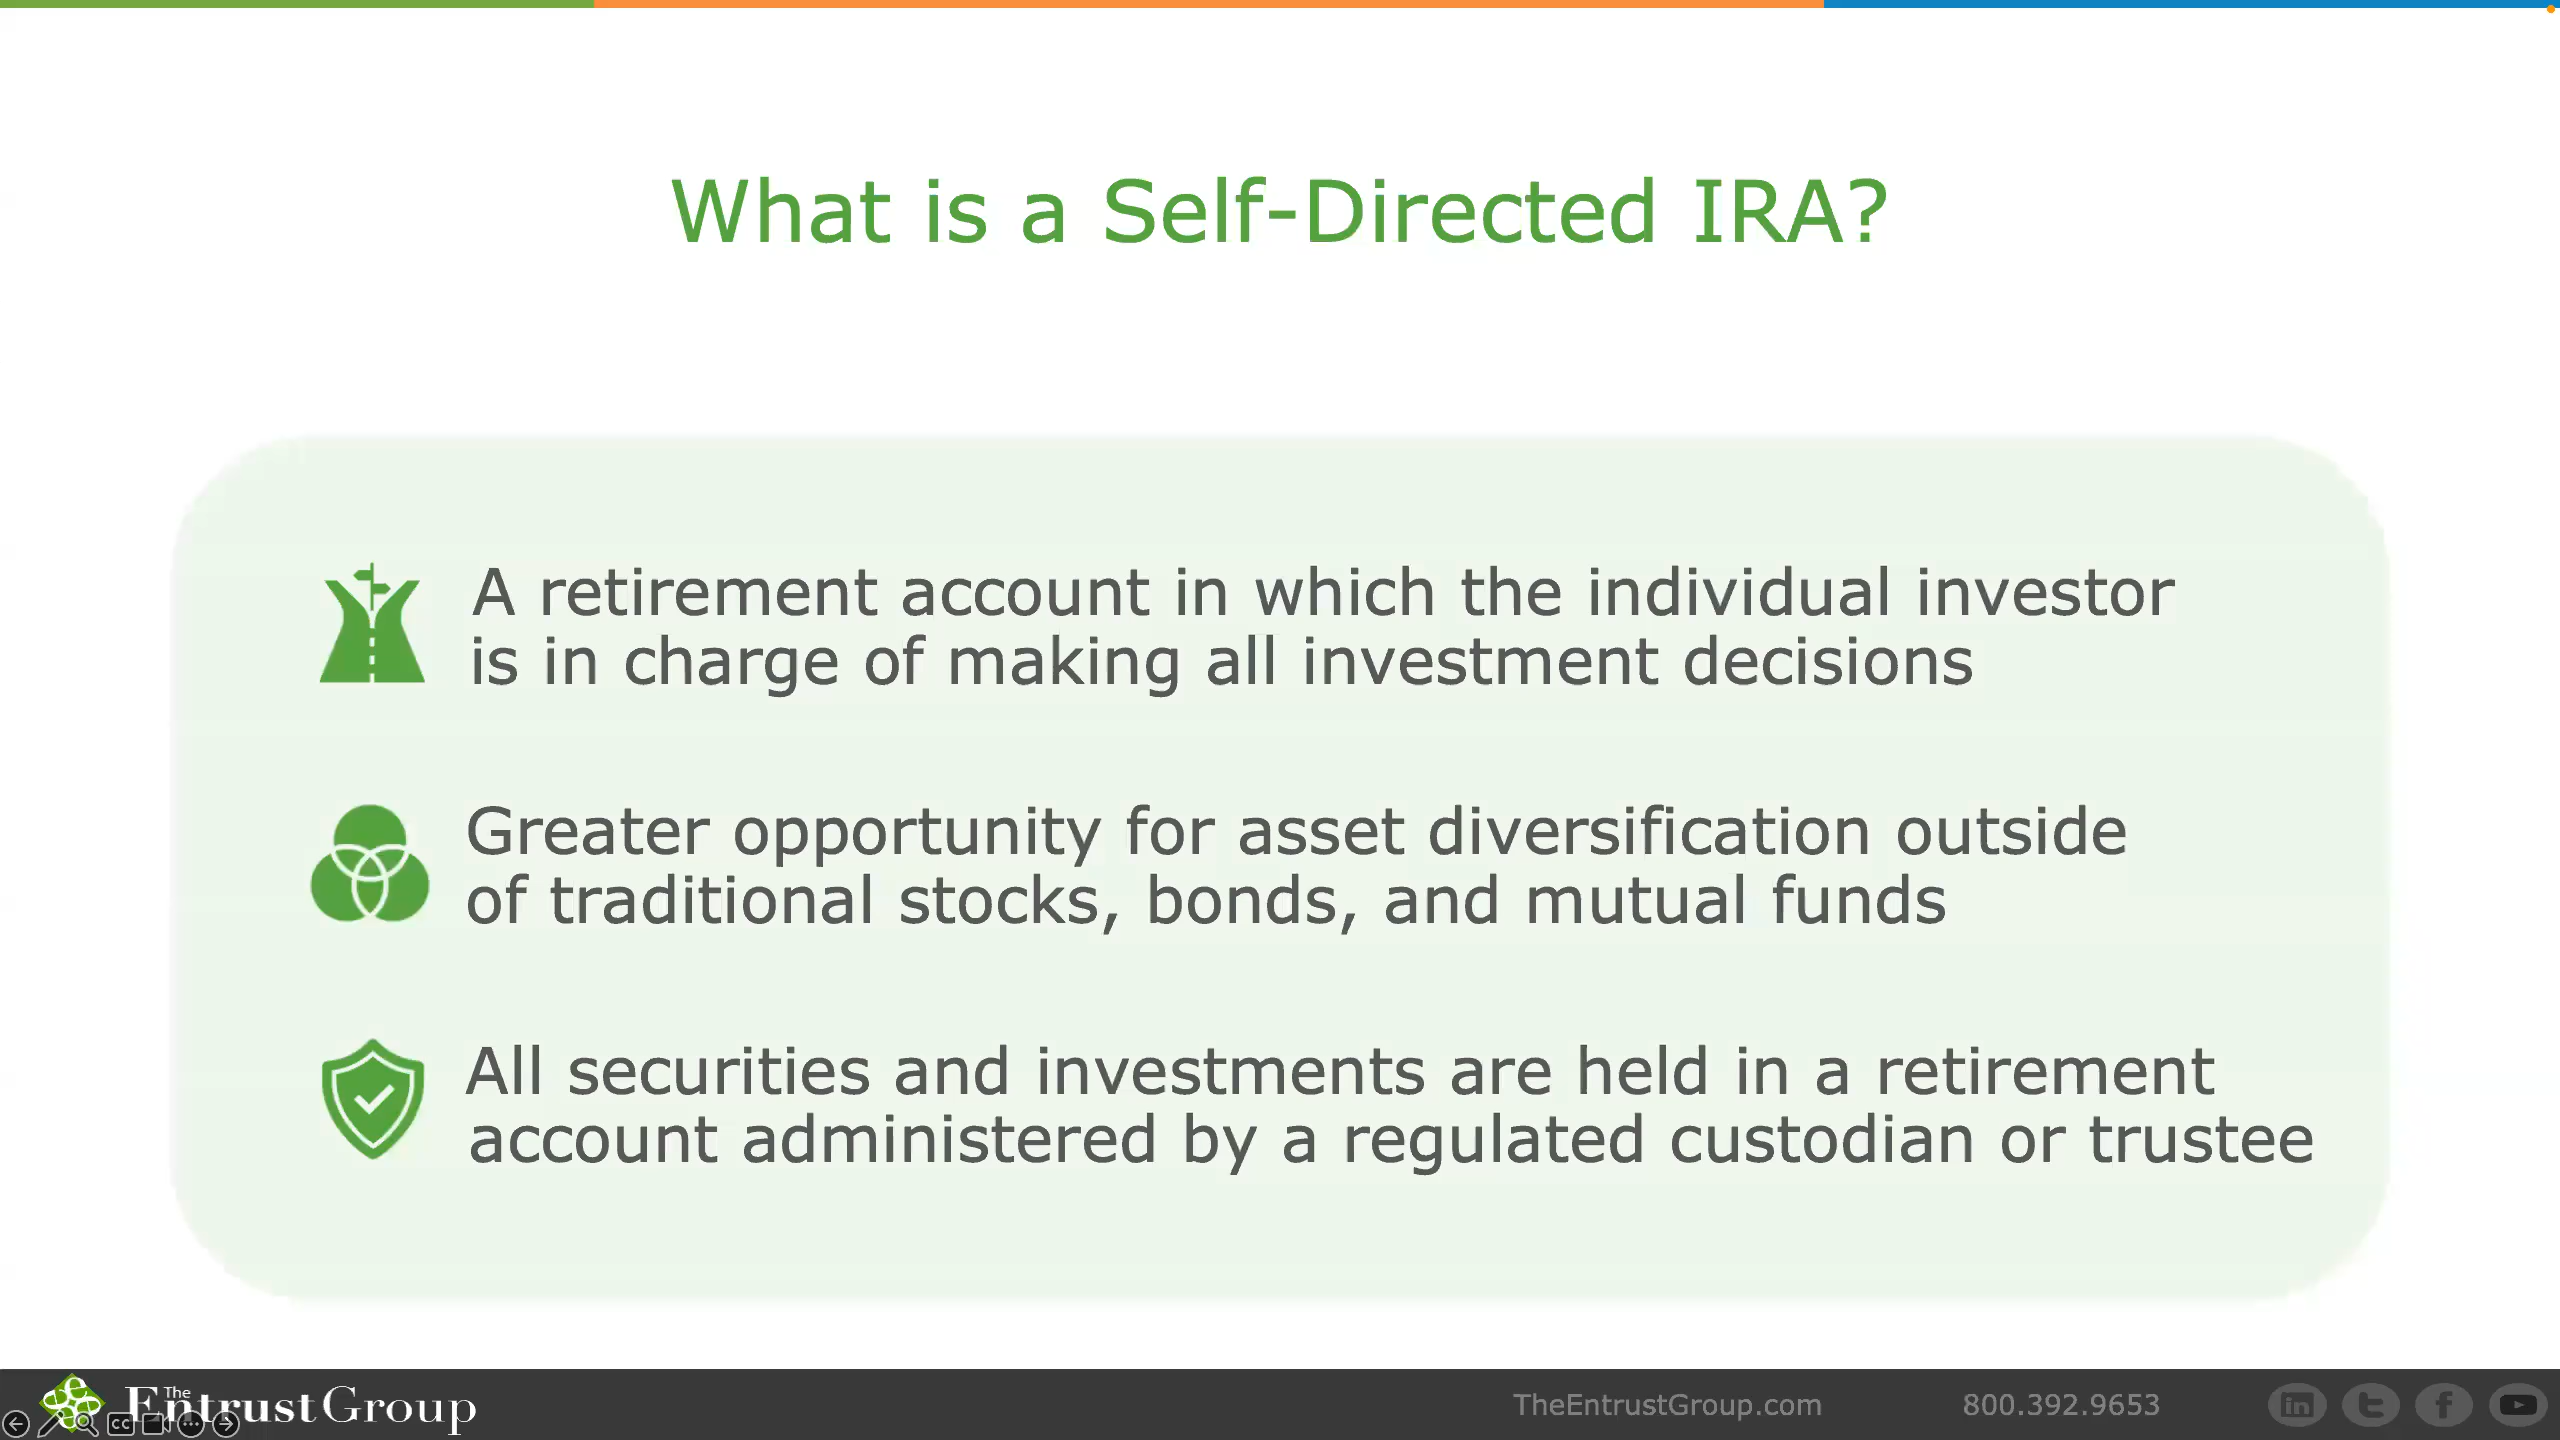 What is a Self-Directed IRA?
A retirement account in which the individual investor
is in charge of making all investment decisions
Greater opportunity for asset diversification outside
of traditional stocks, bonds, and mutual funds
All securities and investments are held in a retirement
account administered by a regulated custodian or trustee
The
Entrust Group
CC
TheEntrustGroup.com
800.392.9653
in